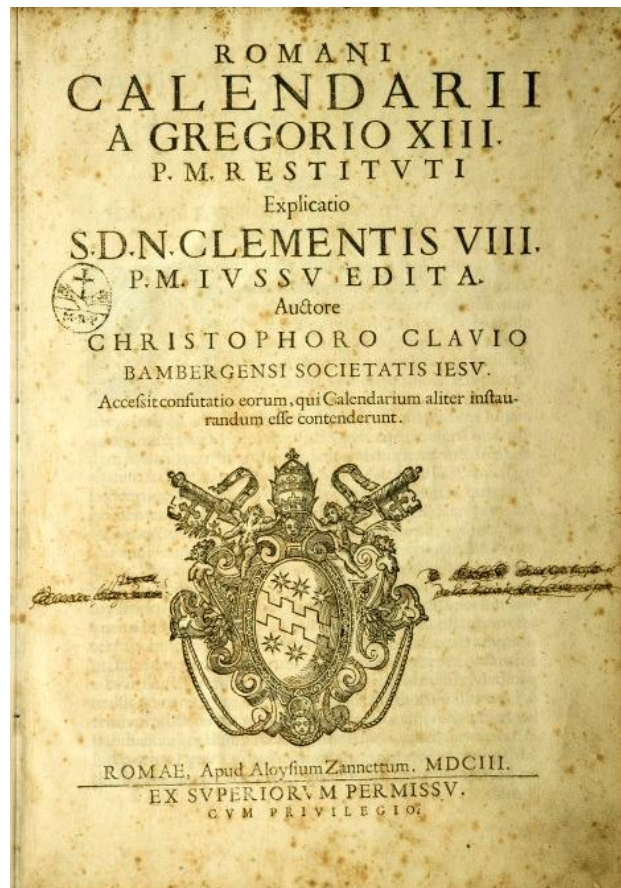 ROMANI
CALENDARII
A GREGORIO XIII.
P. M. RESTITVTI
Explicatio
S.D.N. CLEMENTIS VIII.
P. M. IVSSV EDITA.
Auctore
CHRISTOPHORO CLAVIO
BAMBERGENSI SOCIETATIS IESV.
Accessit confutatio eorum, qui Calendarium aliter instau-
randum esse contenderunt.
ROMAE, Apud Aloysium Zannettum. MDCIII.
EX SVPERIORVM PERMISSV.
CVM PRIVILEGIO.